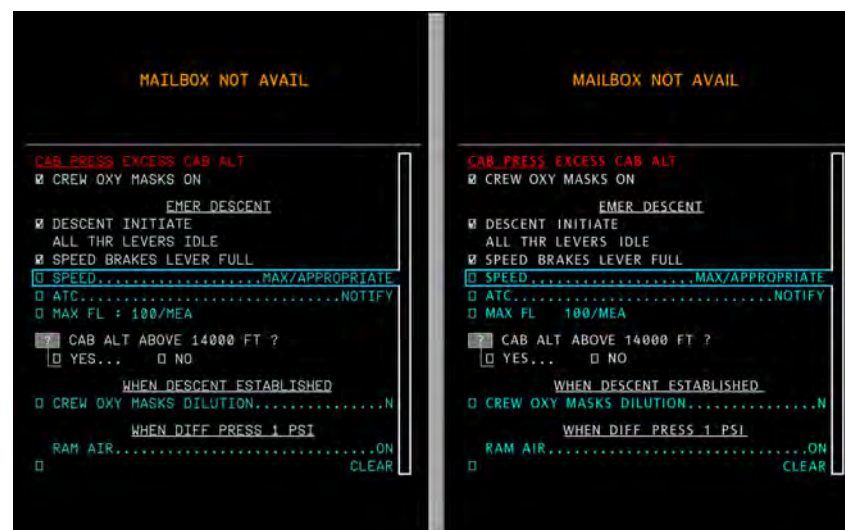 MAILBOX NOT AVAIL
CAB PRESS EXCESS CAB ALT
CREW OXY MASKS ON
EMER DESCENT
DESCENT INITIATE
ALL THR LEVERS IDLE
SPEED BRAKES LEVER FULL
SPEED...................MAX/APPROPRIATE
ATC................................NOTIFY
MAX FL : 100/MEA
? CAB ALT ABOVE 14000 FT ?
YES... NO
WHEN DESCENT ESTABLISHED
CREW OXY MASKS DILUTION...............N
WHEN DIFF PRESS 1 PSI
RAM AIR................................ON
CLEAR
MAILBOX NOT AVAIL
CAB PRESS EXCESS CAB ALT
CREW OXY MASKS ON
EMER DESCENT
DESCENT INITIATE
ALL THR LEVERS IDLE
SPEED BRAKES LEVER FULL
SPEED...................MAX/APPROPRIATE
ATC................................NOTIFY
MAX FL 100/MEA
? CAB ALT ABOVE 14000 FT ?
YES... NO
WHEN DESCENT ESTABLISHED
CREW OXY MASKS DILUTION...............N
WHEN DIFF PRESS 1 PSI
RAM AIR................................ON
CLEAR